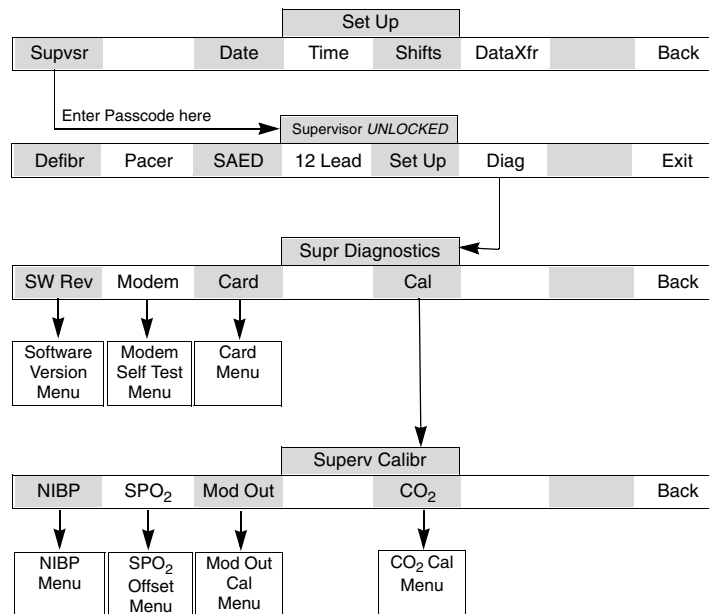 Set Up
Supvsr Date Time Shifts DataXfr Back
Enter Passcode here
Supervisor UNLOCKED
Defibr Pacer SAED 12 Lead Set Up Diag Exit
Supr Diagnostics
SW Rev Modem Card Cal Back
Software Version Menu
Modem Self Test Menu
Card Menu
Superv Calibr
NIBP SPO₂ Mod Out CO₂ Back
NIBP Menu
SPO₂ Offset Menu
Mod Out Cal Menu
CO₂ Cal Menu